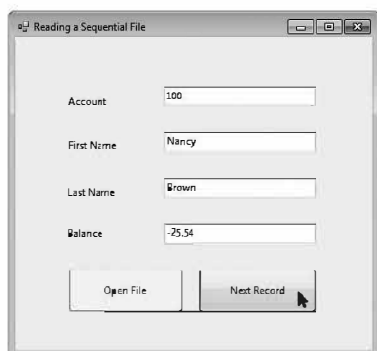 Reading a Sequential File
Account 100
First Name Nancy
Last Name Brown
Balance -25.54
Open File Next Record